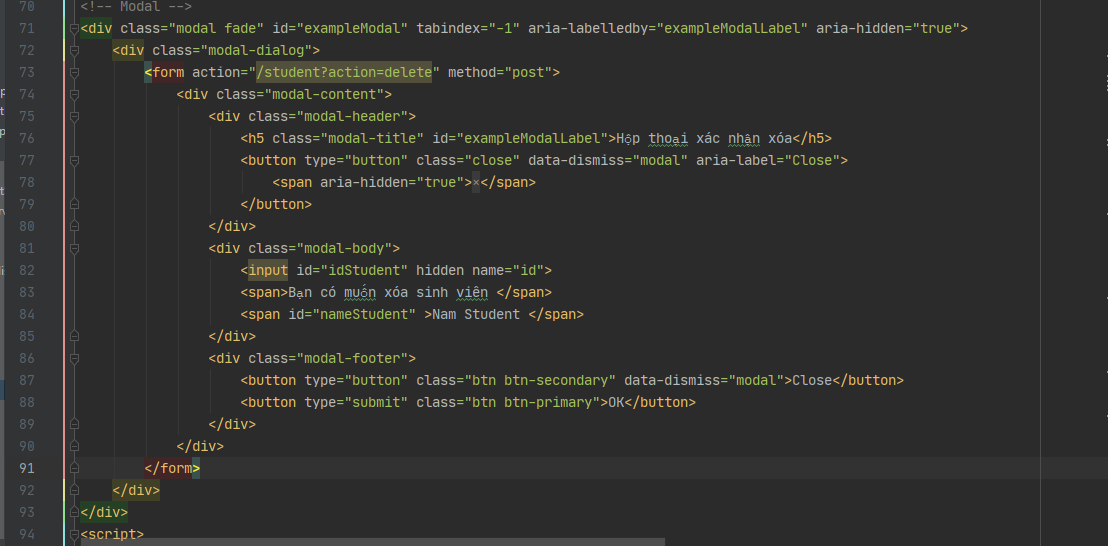 70 <!-- Modal -->
71 <div class="modal fade" id="exampleModal" tabindex="-1" aria-labelledby="exampleModalLabel" aria-hidden="true">
72 <div class="modal-dialog">
73 <form action="/student?action=delete" method="post">
74 <div class="modal-content">
75 <div class="modal-header">
76 <h5 class="modal-title" id="exampleModalLabel">Hộp thoại xác nhận xóa</h5>
77 <button type="button" class="close" data-dismiss="modal" aria-label="Close">
78 <span aria-hidden="true">×</span>
79 </button>
80 </div>
81 <div class="modal-body">
82 <input id="idStudent" hidden name="id">
83 <span>Bạn có muốn xóa sinh viên </span>
84 <span id="nameStudent" >Nam Student </span>
85 </div>
86 <div class="modal-footer">
87 <button type="button" class="btn btn-secondary" data-dismiss="modal">Close</button>
88 <button type="submit" class="btn btn-primary">OK</button>
89 </div>
90 </div>
91 </form>
92 </div>
93 </div>
94 <script>